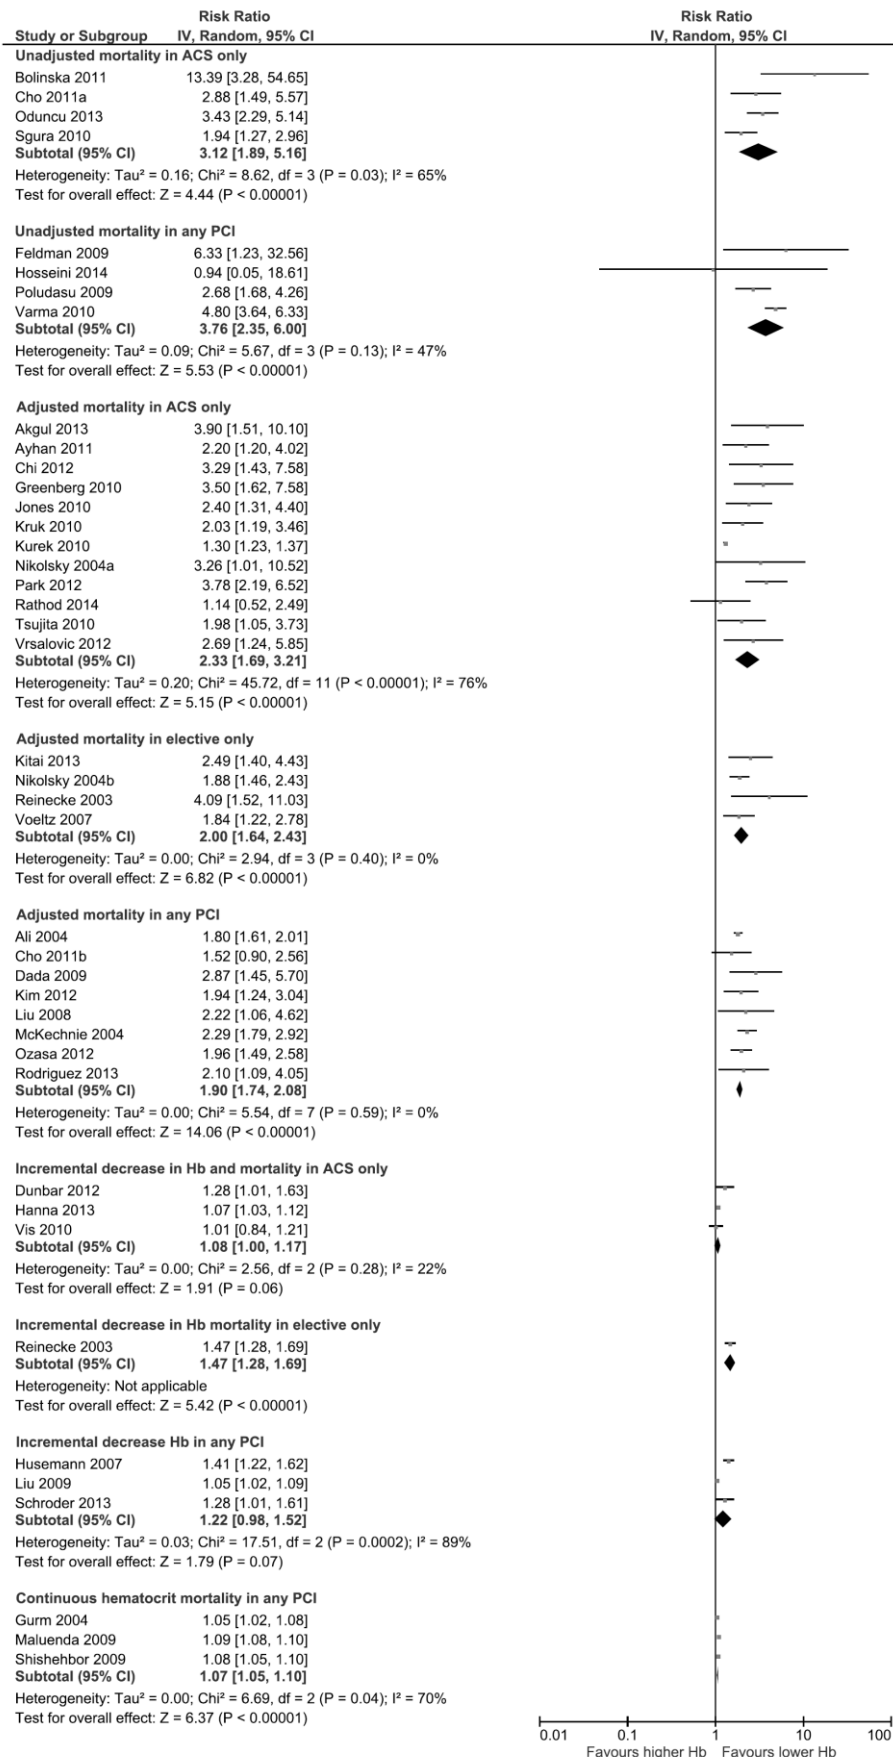 Risk Ratio Risk Ratio
Study or Subgroup IV, Random, 95% CI IV, Random, 95% CI
Unadjusted mortality in ACS only
Bolinska 2011 13.39 [3.28, 54.65]
Cho 2011a 2.88 [1.49, 5.57]
Oduncu 2013 3.43 [2.29, 5.14]
Sgura 2010 1.94 [1.27, 2.96]
Subtotal (95% CI) 3.12 [1.89, 5.16]
Heterogeneity: Tau² = 0.16; Chi² = 8.62, df = 3 (P = 0.03); I² = 65%
Test for overall effect: Z = 4.44 (P < 0.00001)
Unadjusted mortality in any PCI
Feldman 2009 6.33 [1.23, 32.56]
Hosseini 2014 0.94 [0.05, 18.61]
Poludasu 2009 2.68 [1.68, 4.26]
Varma 2010 4.80 [3.64, 6.33]
Subtotal (95% CI) 3.76 [2.35, 6.00]
Heterogeneity: Tau² = 0.09; Chi² = 5.67, df = 3 (P = 0.13); I² = 47%
Test for overall effect: Z = 5.53 (P < 0.00001)
Adjusted mortality in ACS only
Akgul 2013 3.90 [1.51, 10.10]
Ayhan 2011 2.20 [1.20, 4.02]
Chi 2012 3.29 [1.43, 7.58]
Greenberg 2010 3.50 [1.62, 7.58]
Jones 2010 2.40 [1.31, 4.40]
Kruk 2010 2.03 [1.19, 3.46]
Kurek 2010 1.30 [1.23, 1.37]
Nikolsky 2004a 3.26 [1.01, 10.52]
Park 2012 3.78 [2.19, 6.52]
Rathod 2014 1.14 [0.52, 2.49]
Tsujita 2010 1.98 [1.05, 3.73]
Vrsalovic 2012 2.69 [1.24, 5.85]
Subtotal (95% CI) 2.33 [1.69, 3.21]
Heterogeneity: Tau² = 0.20; Chi² = 45.72, df = 11 (P < 0.00001); I² = 76%
Test for overall effect: Z = 5.15 (P < 0.00001)
Adjusted mortality in elective only
Kitai 2013 2.49 [1.40, 4.43]
Nikolsky 2004b 1.88 [1.46, 2.43]
Reinecke 2003 4.09 [1.52, 11.03]
Voeltz 2007 1.84 [1.22, 2.78]
Subtotal (95% CI) 2.00 [1.64, 2.43]
Heterogeneity: Tau² = 0.00; Chi² = 2.94, df = 3 (P = 0.40); I² = 0%
Test for overall effect: Z = 6.82 (P < 0.00001)
Adjusted mortality in any PCI
Ali 2004 1.80 [1.61, 2.01]
Cho 2011b 1.52 [0.90, 2.56]
Dada 2009 2.87 [1.45, 5.70]
Kim 2012 1.94 [1.24, 3.04]
Liu 2008 2.22 [1.06, 4.62]
McKechnie 2004 2.29 [1.79, 2.92]
Ozasa 2012 1.96 [1.49, 2.58]
Rodriguez 2013 2.10 [1.09, 4.05]
Subtotal (95% CI) 1.90 [1.74, 2.08]
Heterogeneity: Tau² = 0.00; Chi² = 5.54, df = 7 (P = 0.59); I² = 0%
Test for overall effect: Z = 14.06 (P < 0.00001)
Incremental decrease in Hb and mortality in ACS only
Dunbar 2012 1.28 [1.01, 1.63]
Hanna 2013 1.07 [1.03, 1.12]
Vis 2010 1.01 [0.84, 1.21]
Subtotal (95% CI) 1.08 [1.00, 1.17]
Heterogeneity: Tau² = 0.00; Chi² = 2.56, df = 2 (P = 0.28); I² = 22%
Test for overall effect: Z = 1.91 (P = 0.06)
Incremental decrease in Hb mortality in elective only
Reinecke 2003 1.47 [1.28, 1.69]
Subtotal (95% CI) 1.47 [1.28, 1.69]
Heterogeneity: Not applicable
Test for overall effect: Z = 5.42 (P < 0.00001)
Incremental decrease Hb in any PCI
Husemann 2007 1.41 [1.22, 1.62]
Liu 2009 1.05 [1.02, 1.09]
Schroder 2013 1.28 [1.01, 1.61]
Subtotal (95% CI) 1.22 [0.98, 1.52]
Heterogeneity: Tau² = 0.03; Chi² = 17.51, df = 2 (P = 0.0002); I² = 89%
Test for overall effect: Z = 1.79 (P = 0.07)
Continuous hematocrit mortality in any PCI
Gurm 2004 1.05 [1.02, 1.08]
Maluenda 2009 1.09 [1.08, 1.10]
Shishehbor 2009 1.08 [1.05, 1.10]
Subtotal (95% CI) 1.07 [1.05, 1.10]
Heterogeneity: Tau² = 0.00; Chi² = 6.69, df = 2 (P = 0.04); I² = 70%
Test for overall effect: Z = 6.37 (P < 0.00001)
0.01 0.1 1 10 100
Favours higher Hb Favours lower Hb